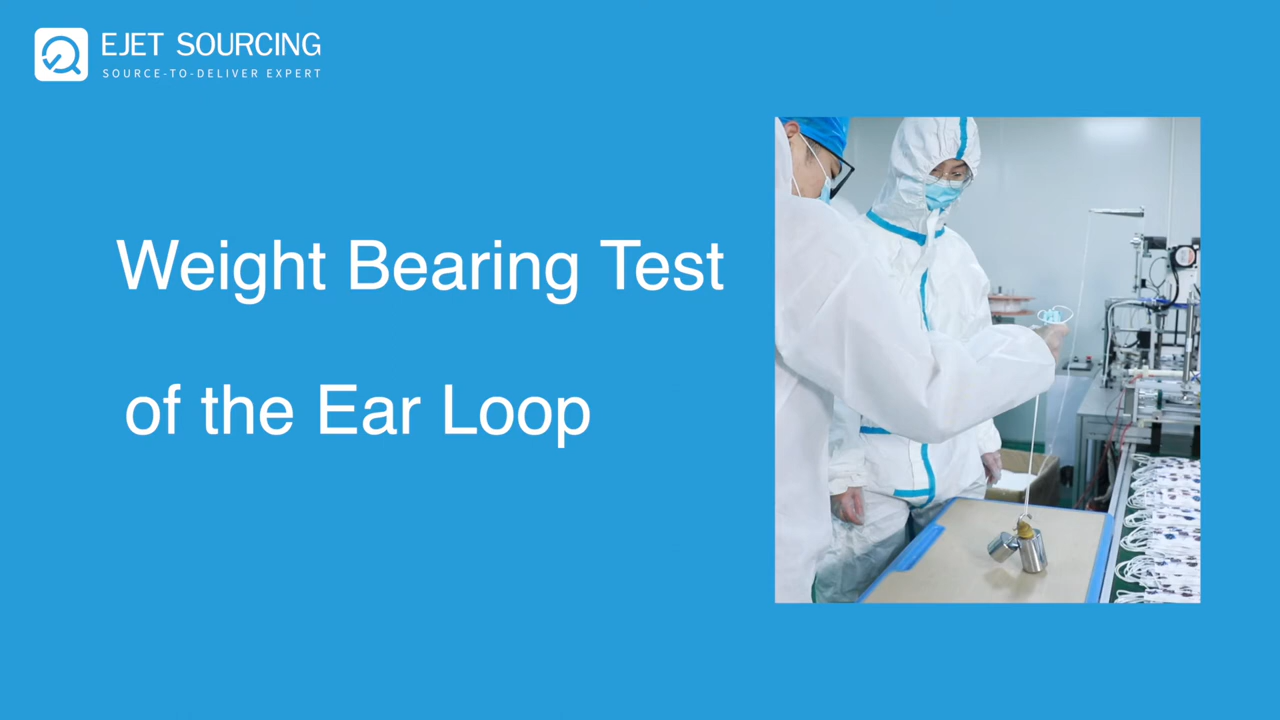 EJET SOURCING
SOURCE-TO-DELIVER EXPERT
Weight Bearing Test
of the Ear Loop